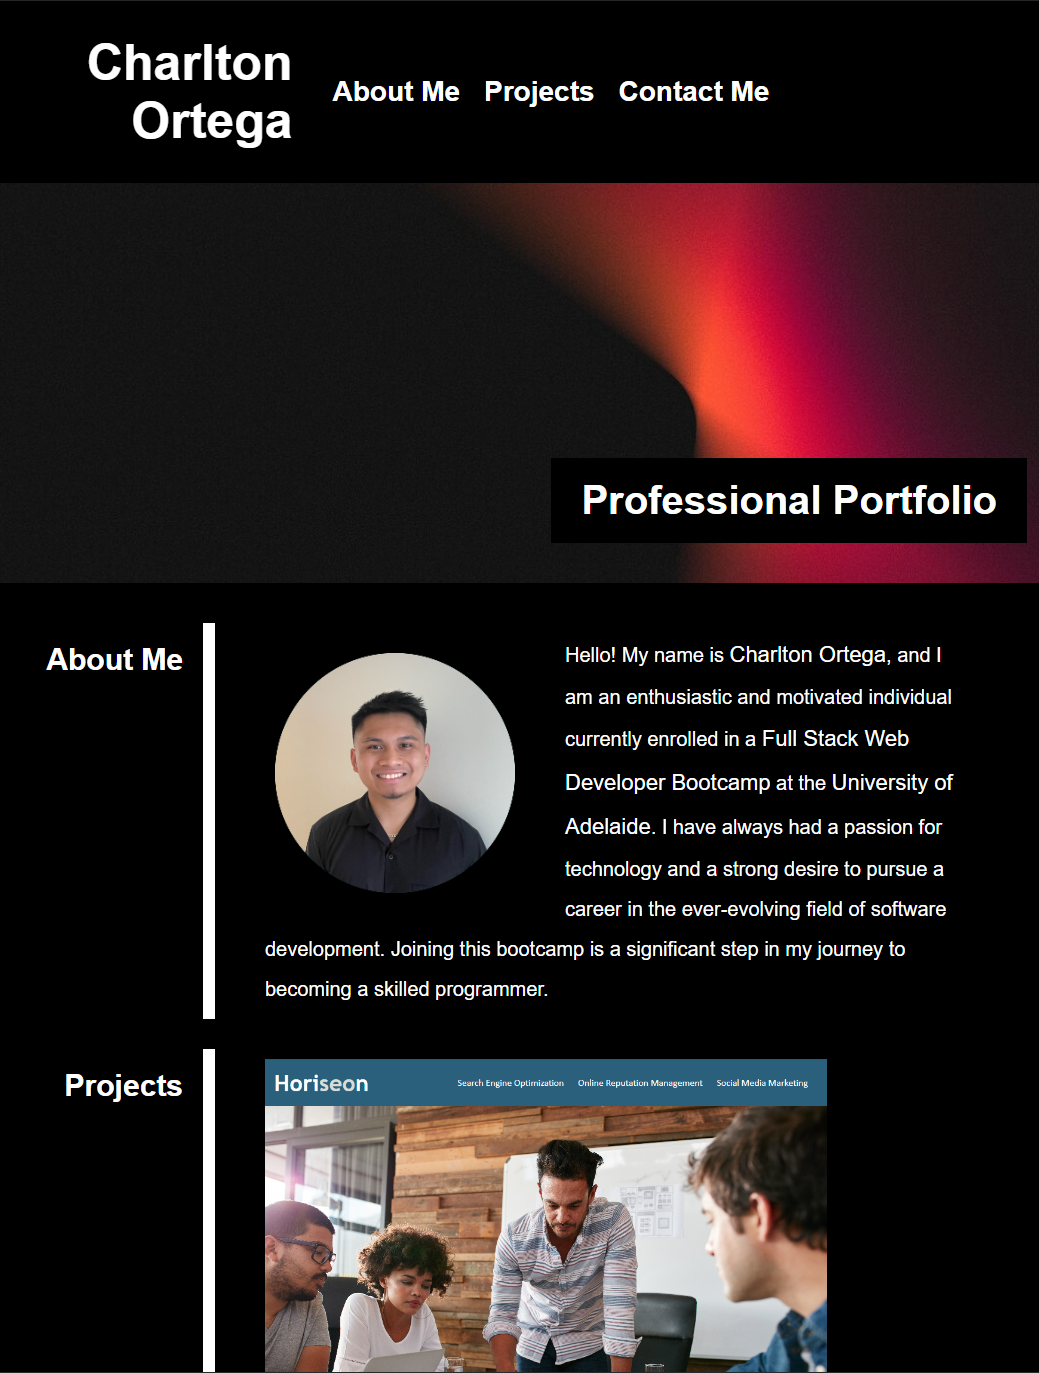 Charlton
Ortega
About Me Projects Contact Me
Professional Portfolio
About Me
Hello! My name is Charlton Ortega, and I
am an enthusiastic and motivated individual
currently enrolled in a Full Stack Web
Developer Bootcamp at the University of
Adelaide. I have always had a passion for
technology and a strong desire to pursue a
career in the ever-evolving field of software
development. Joining this bootcamp is a significant step in my journey to
becoming a skilled programmer.
Projects
Horiseon
Search Engine Optimization Online Reputation Management Social Media Marketing